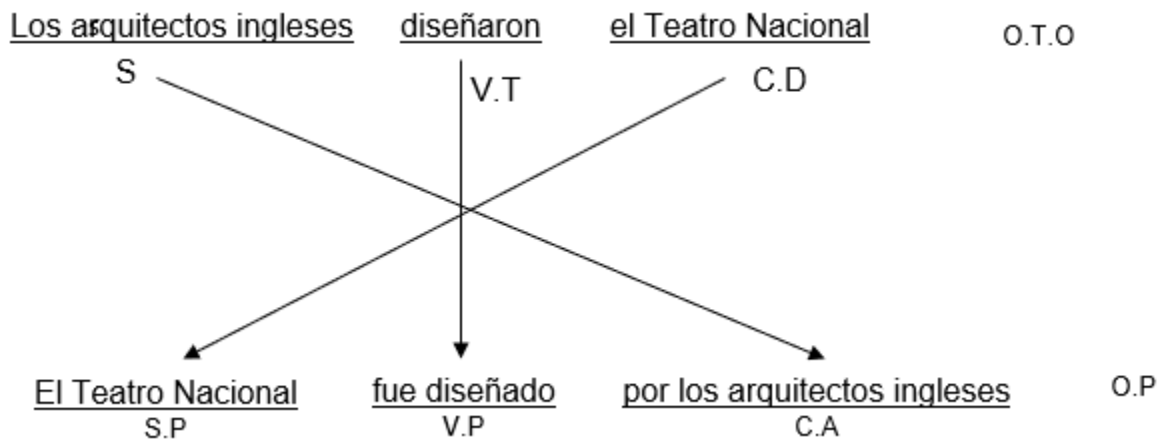 Los arquitectos ingleses diseñaron el Teatro Nacional O.T.O
S V.T C.D
El Teatro Nacional fue diseñado por los arquitectos ingleses O.P
S.P V.P C.A